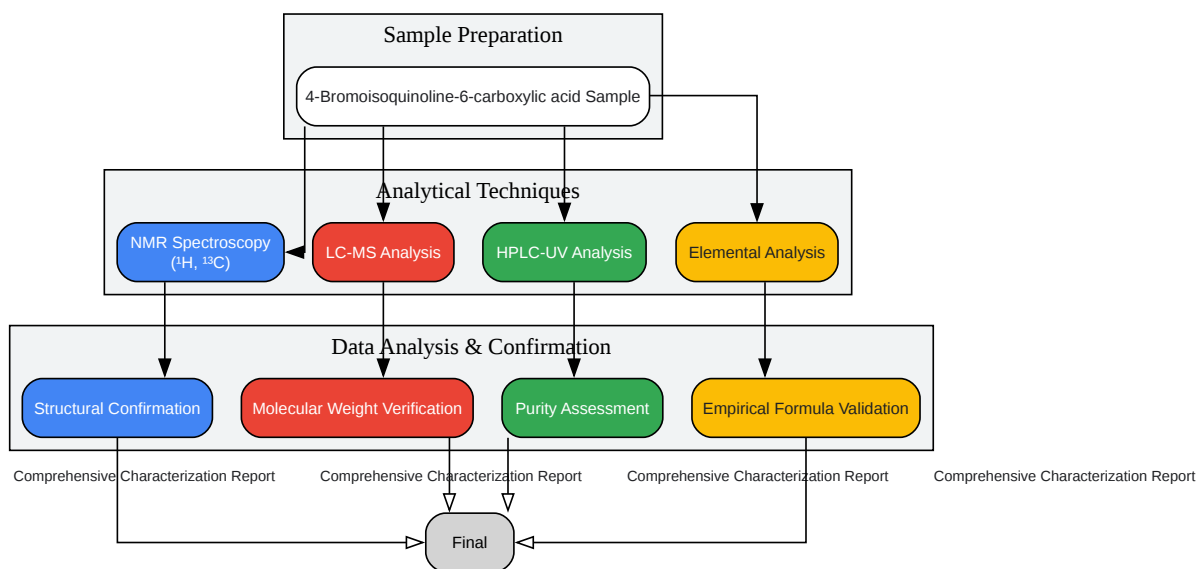 Sample Preparation
4-Bromoisoquinoline-6-carboxylic acid Sample
Analytical Techniques
NMR Spectroscopy
(¹H, ¹³C)
LC-MS Analysis
HPLC-UV Analysis
Elemental Analysis
Data Analysis & Confirmation
Structural Confirmation
Molecular Weight Verification
Purity Assessment
Empirical Formula Validation
Comprehensive Characterization Report
Comprehensive Characterization Report
Comprehensive Characterization Report
Comprehensive Characterization Report
Final